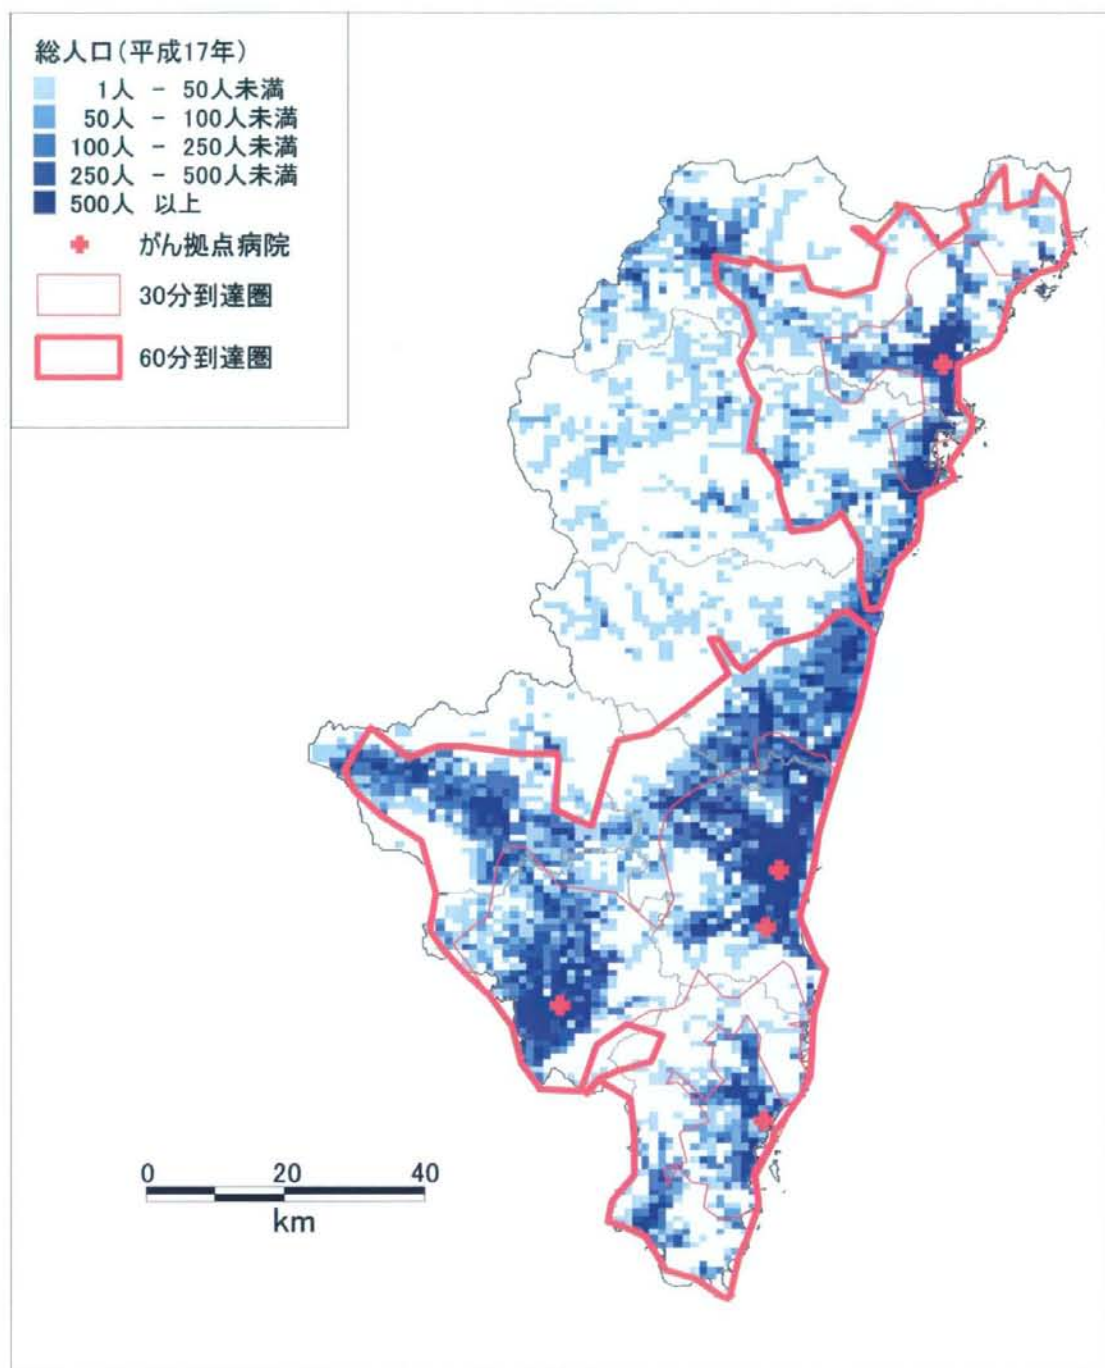 総人口(平成17年)
1人 - 50人未満
50人 - 100人未満
100人 - 250人未満
250人 - 500人未満
500人 以上
がん拠点病院
30分到達圏
60分到達圏
0 20 40
km